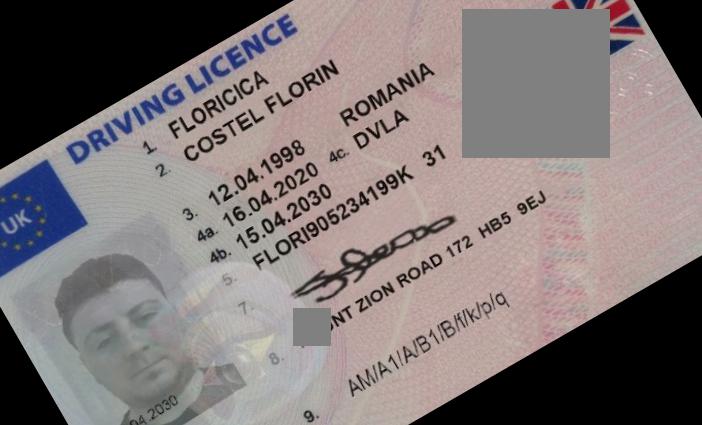 DRIVING LICENCE
UK
1. FLORICICA
2. COSTEL FLORIN
3. 12.04.1998 ROMANIA
4a. 16.04.2020 4c. DVLA
4b. 15.04.2030
5. FLORI905234199K 31
7.
8. ZION ROAD 172 HB5 9EJ
9. AM/A1/A/B1/B/f/k/p/q
04.2030